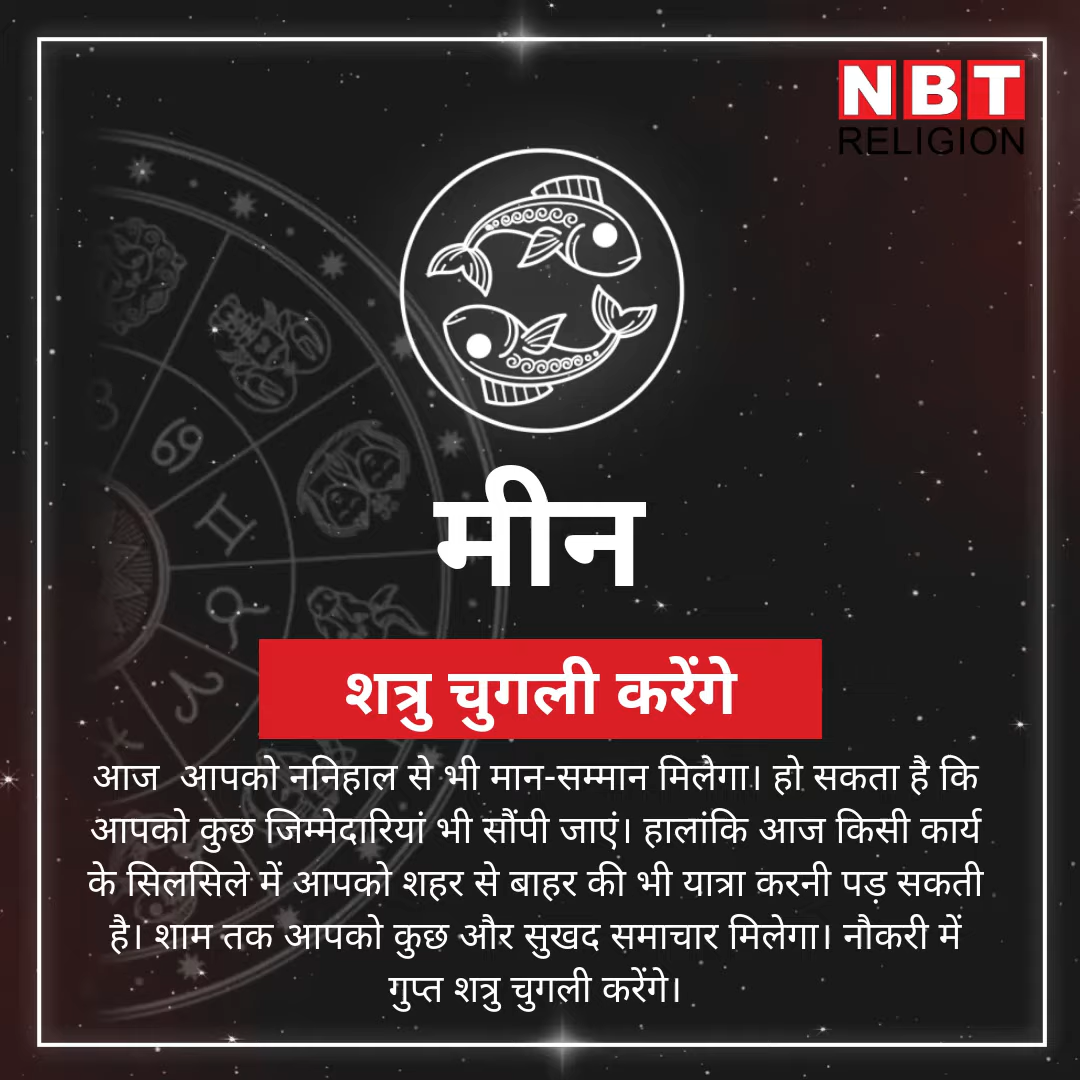 NBT
RELIGION
मीन
शत्रु चुगली करेंगे
आज  आपको ननिहाल से भी मान-सम्मान मिलेगा। हो सकता है कि
आपको कुछ जिम्मेदारियां भी सौंपी जाएं। हालांकि आज किसी कार्य
के सिलसिले में आपको शहर से बाहर की भी यात्रा करनी पड़ सकती
है। शाम तक आपको कुछ और सुखद समाचार मिलेगा। नौकरी में
गुप्त शत्रु चुगली करेंगे।